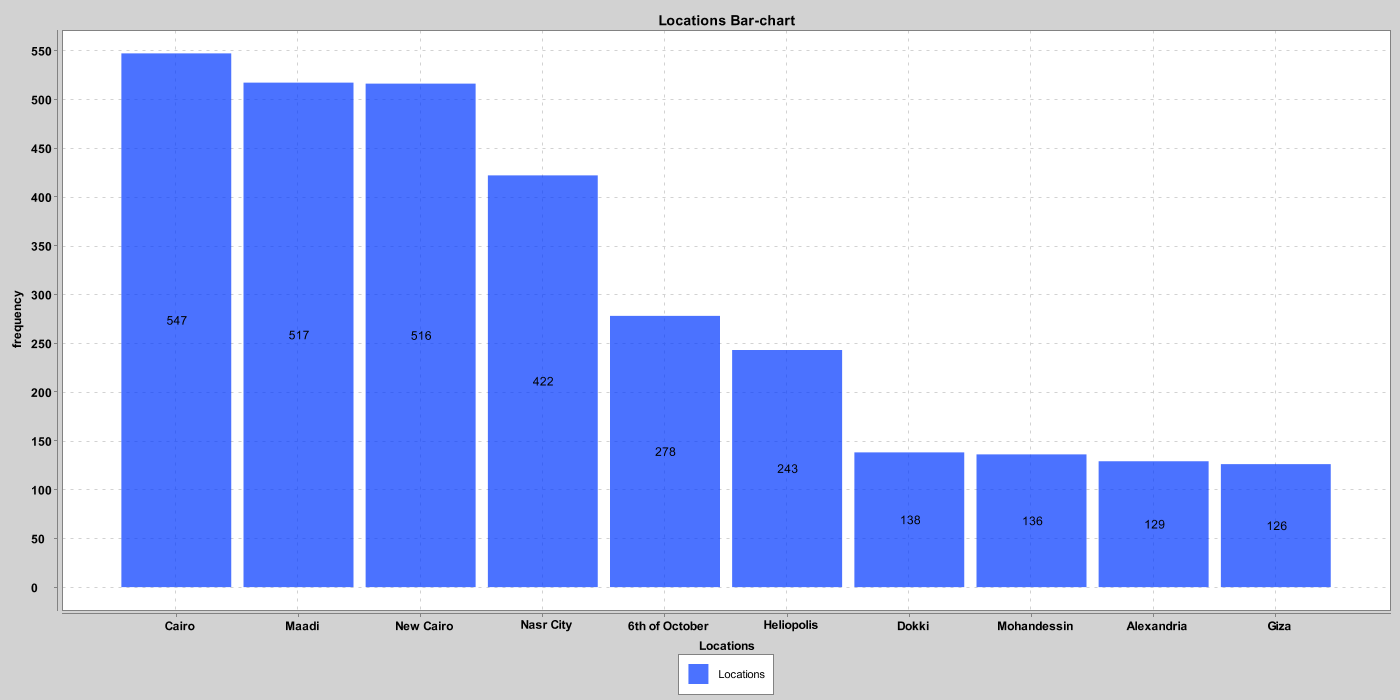 Locations Bar-chart
550
500
450
400
350
300
250
200
150
100
50
0
frequency
547
517
516
422
278
243
138
136
129
126
Cairo
Maadi
New Cairo
Nasr City
6th of October
Heliopolis
Dokki
Mohandessin
Alexandria
Giza
Locations
Locations